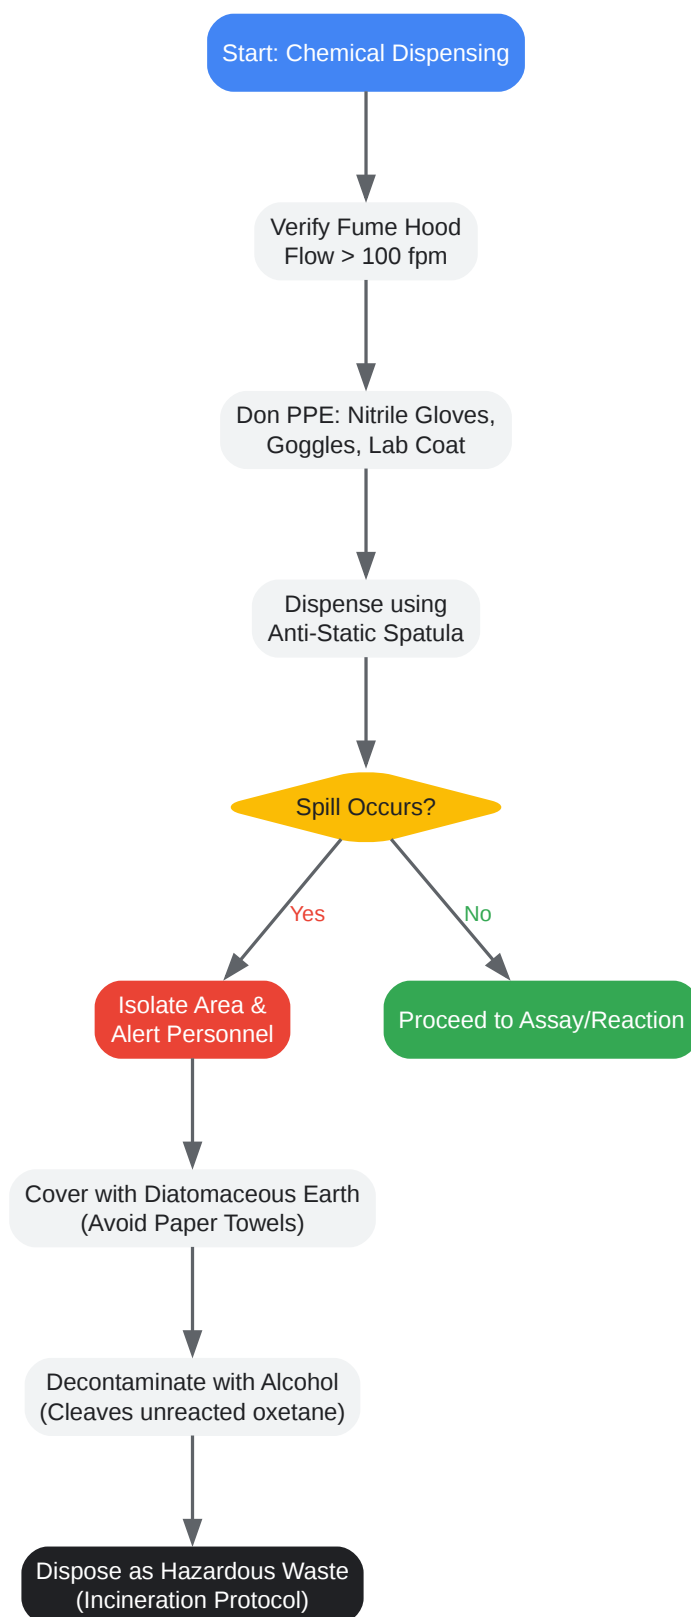 Start: Chemical Dispensing
Verify Fume Hood
Flow > 100 fpm
Don PPE: Nitrile Gloves,
Goggles, Lab Coat
Dispense using
Anti-Static Spatula
Spill Occurs?
Yes
No
Isolate Area &
Alert Personnel
Proceed to Assay/Reaction
Cover with Diatomaceous Earth
(Avoid Paper Towels)
Decontaminate with Alcohol
(Cleaves unreacted oxetane)
Dispose as Hazardous Waste
(Incineration Protocol)